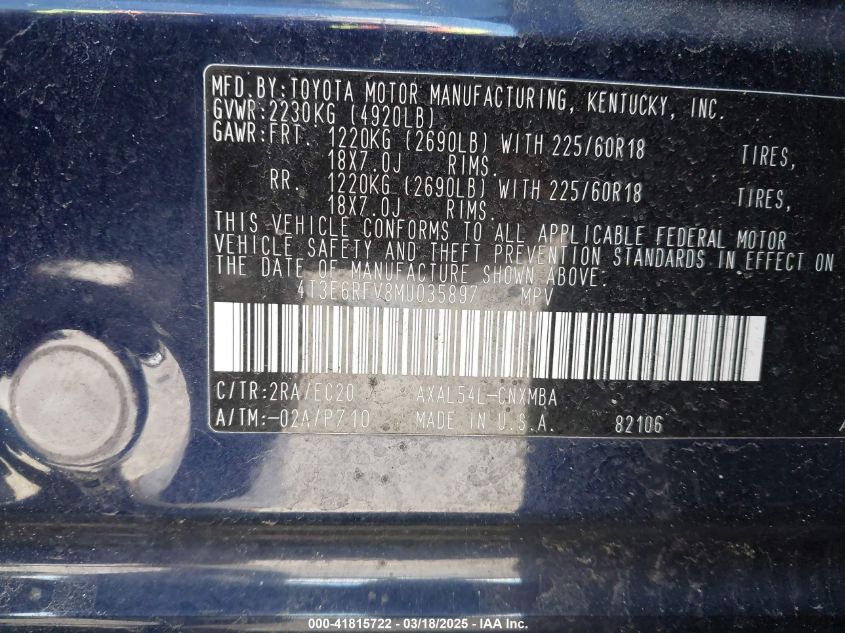 MFD.BY:TOYOTA MOTOR MANUFACTURING, KENTUCKY, INC.
GVWR:2230KG (4920LB)
GAWR:FRT. 1220KG (2690LB) WITH 225/60R18 TIRES,
18X7.0J RIMS.
RR. 1220KG (2690LB) WITH 225/60R18 TIRES,
18X7.0J RIMS.
THIS VEHICLE CONFORMS TO ALL APPLICABLE FEDERAL MOTOR
VEHICLE SAFETY AND THEFT PREVENTION STANDARDS IN EFFECT ON
THE DATE OF MANUFACTURE SHOWN ABOVE.
4T3E6RFV8MU035897 MPV
C/TR:2RA/EC20 AXAL54L-CNXMBA
A/TM:-02A/P710 MADE IN U.S.A. 82106
000-41815722 — 03/18/2025 — IAA Inc.